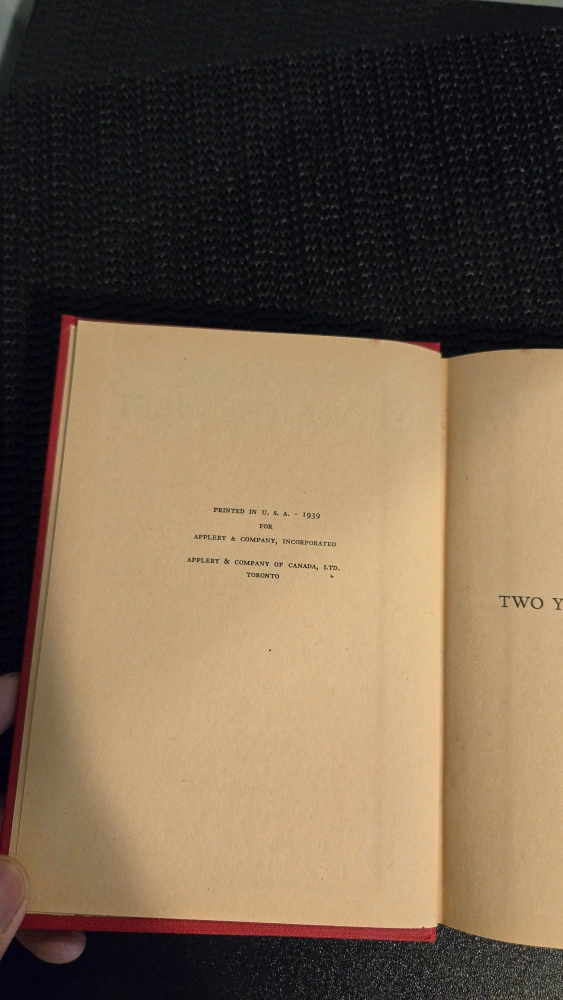 PRINTED IN U. S. A. - 1939
FOR
APPLEBY & COMPANY, INCORPORATED
APPLEBY & COMPANY OF CANADA, LTD.
TORONTO
TWO Y